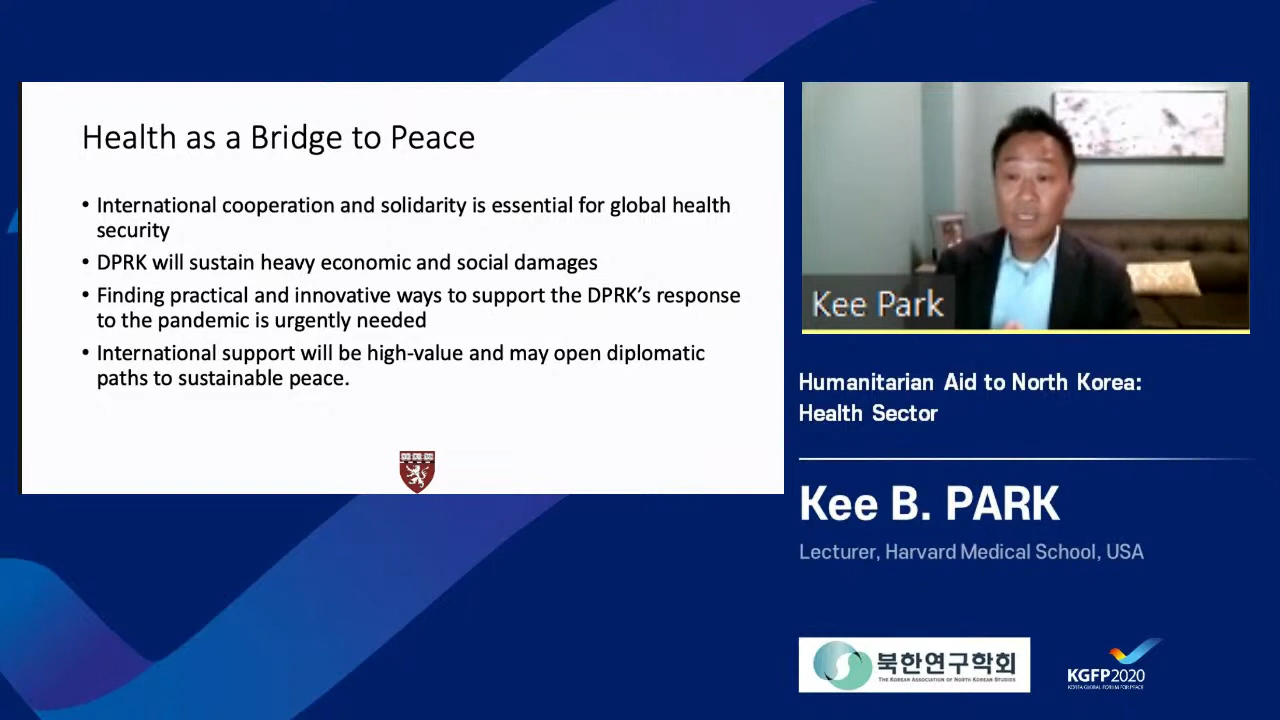 Health as a Bridge to Peace
• International cooperation and solidarity is essential for global health
security
• DPRK will sustain heavy economic and social damages
• Finding practical and innovative ways to support the DPRK’s response
to the pandemic is urgently needed
• International support will be high-value and may open diplomatic
paths to sustainable peace.
Kee Park
Humanitarian Aid to North Korea:
Health Sector
Kee B. PARK
Lecturer, Harvard Medical School, USA
북한연구학회
THE KOREAN ASSOCIATION OF NORTH KOREAN STUDIES
KGFP2020
KOREA GLOBAL FORUM FOR PEACE